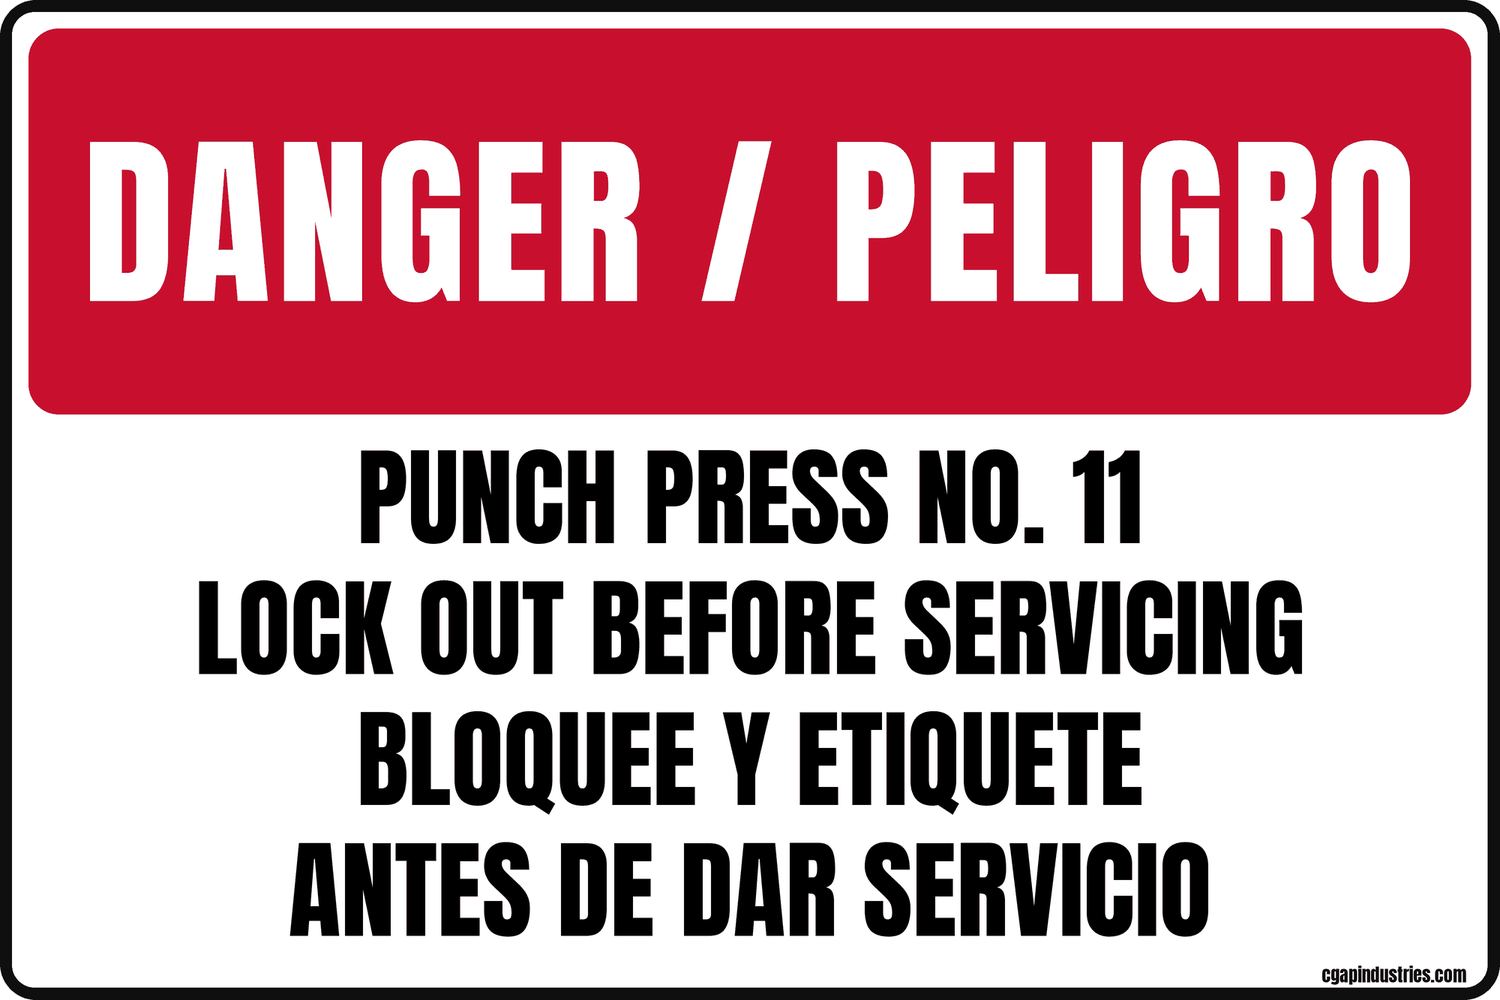 DANGER / PELIGRO
PUNCH PRESS NO. 11
LOCK OUT BEFORE SERVICING
BLOQUEE Y ETIQUETE
ANTES DE DAR SERVICIO
cgapindustries.com